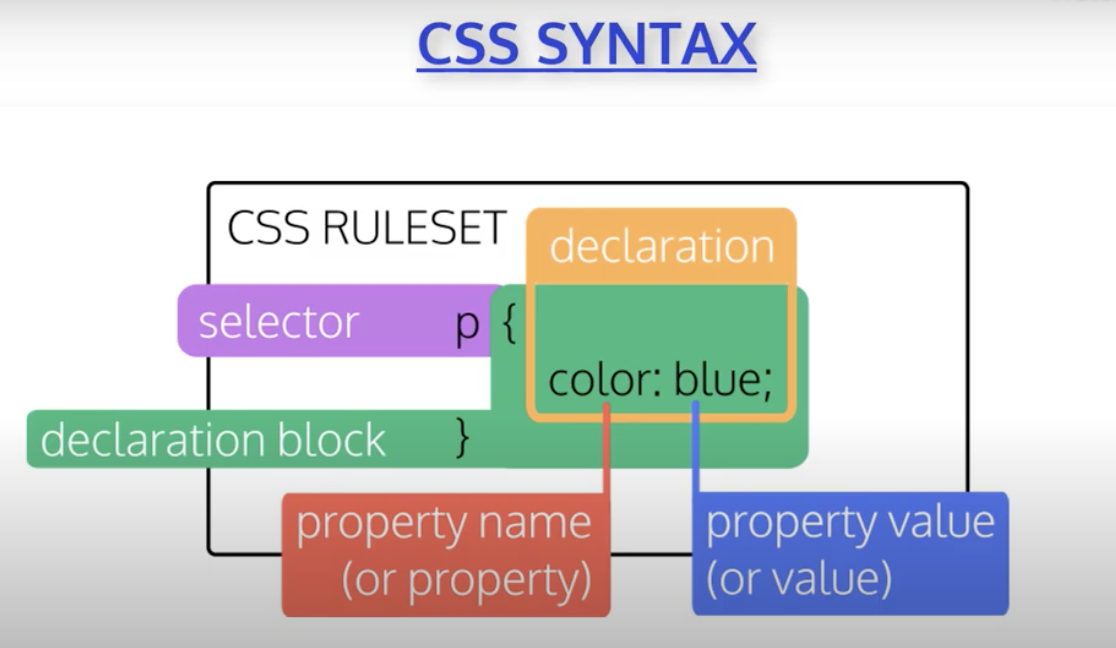 CSS SYNTAX
CSS RULESET
declaration
selector p {
color: blue;
declaration block }
property name
(or property)
property value
(or value)